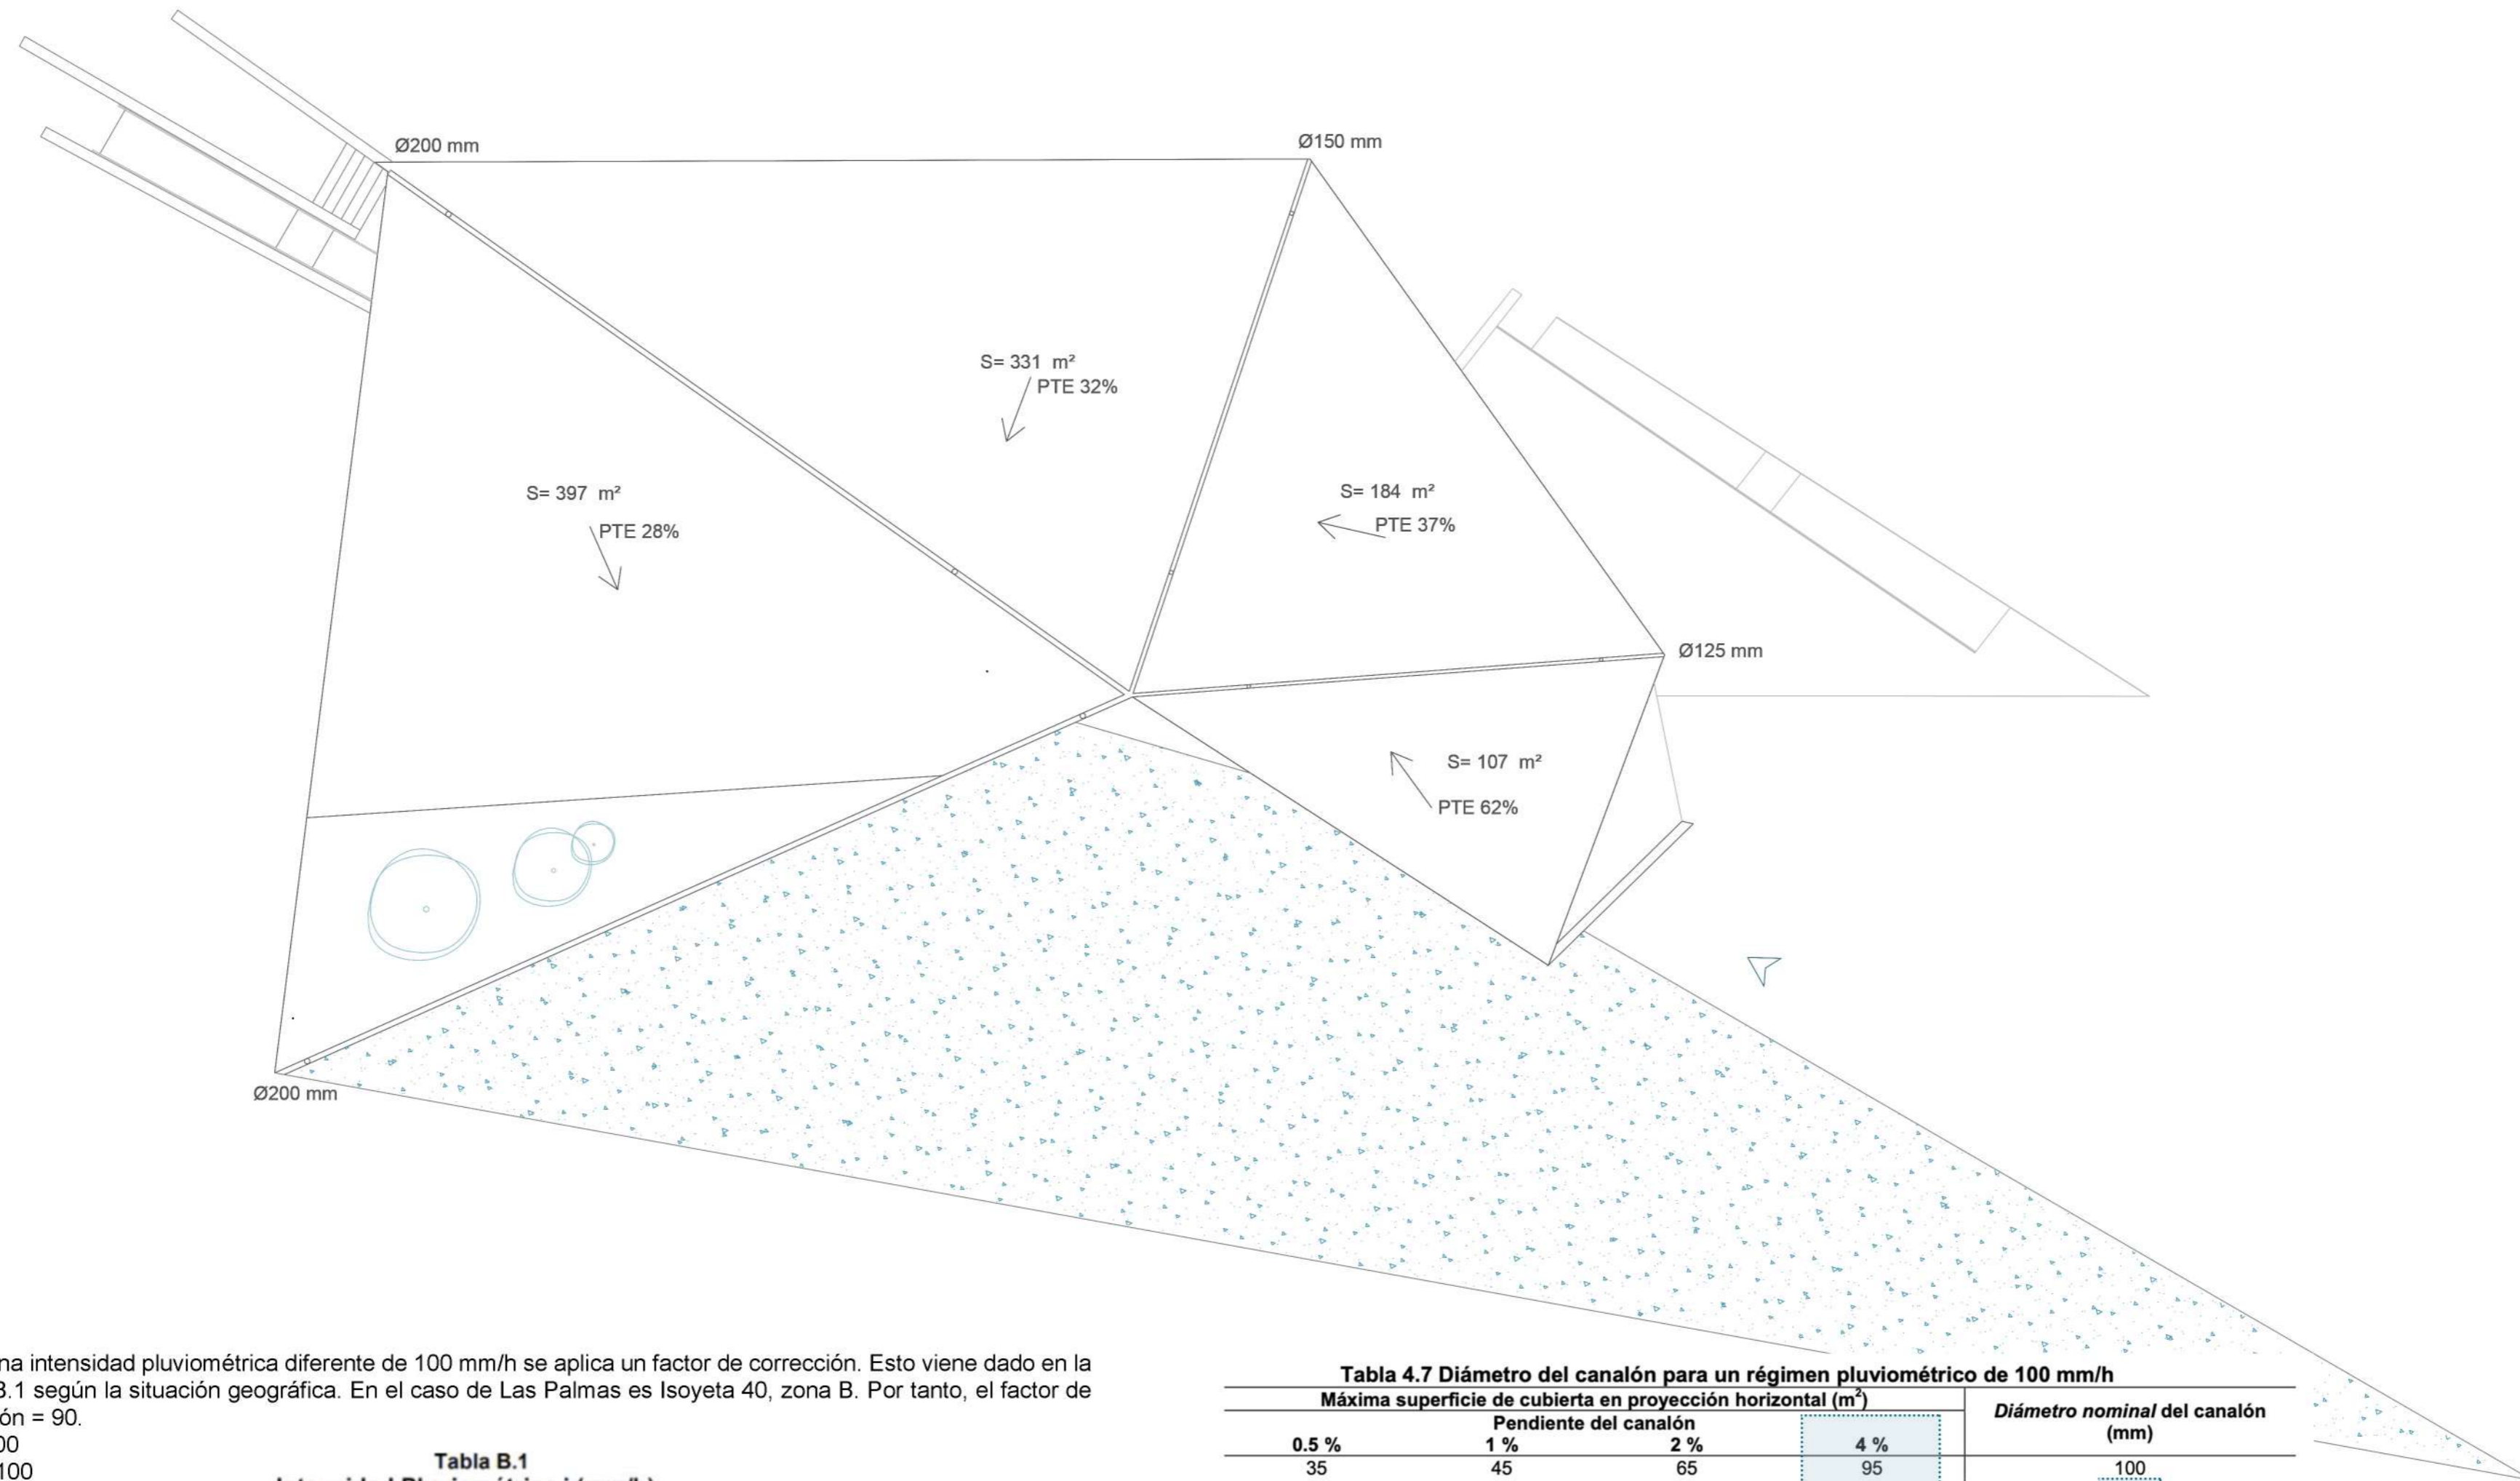 Ø200 mm
Ø150 mm
S= 331 m²
PTE 32%
S= 397 m²
PTE 28%
S= 184 m²
PTE 37%
Ø125 mm
S= 107 m²
PTE 62%
Ø200 mm
intensidad pluviométrica diferente de 100 mm/h se aplica un factor de corrección. Esto viene dado en la
B.1 según la situación geográfica. En el caso de Las Palmas es Isoyeta 40, zona B. Por tanto, el factor de
= 90.
100
Tabla B.1
Tabla 4.7 Diámetro del canalón para un régimen pluviométrico de 100 mm/h
Máxima superficie de cubierta en proyección horizontal (m²)
Pendiente del canalón
0.5 % 1 % 2 % 4 %
Diámetro nominal del canalón
(mm)
35 45 65 95 100